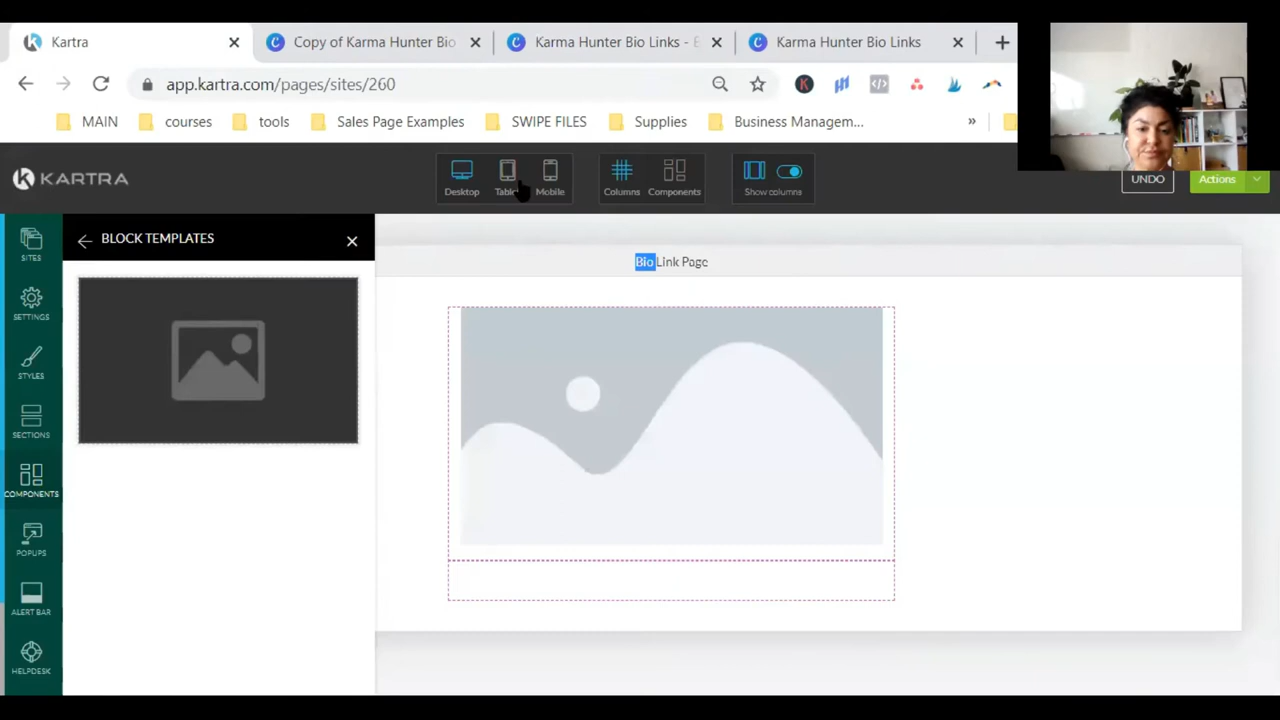 Kartra
Copy of Karma Hunter Bio
Karma Hunter Bio Links - E
Karma Hunter Bio Links
app.kartra.com/pages/sites/260
MAIN
courses
tools
Sales Page Examples
SWIPE FILES
Supplies
Business Managem...
»
KARTRA
Desktop
Tabl
Mobile
Columns
Components
Show columns
UNDO
Actions
SITES
SETTINGS
STYLES
SECTIONS
COMPONENTS
POPUPS
ALERT BAR
HELPDESK
BLOCK TEMPLATES
Bio Link Page